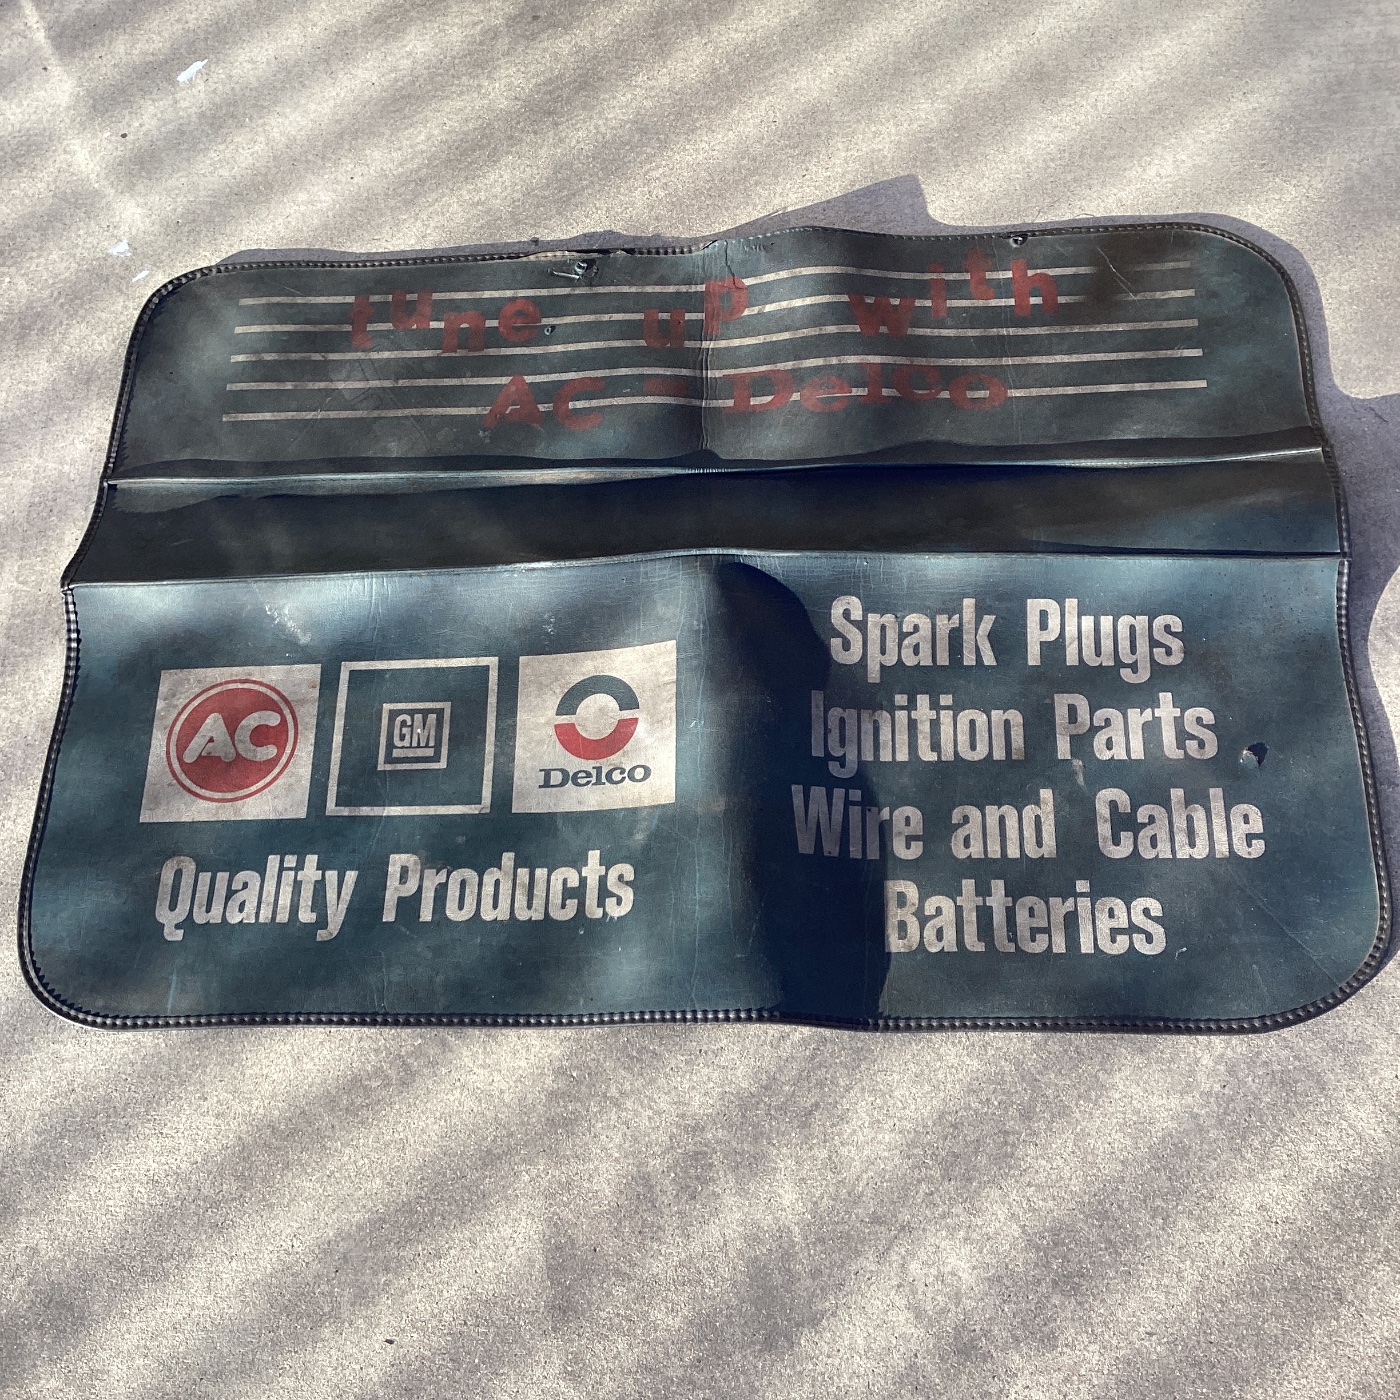 tune up with
AC - Delco
AC
GM
Delco
Quality Products
Spark Plugs
Ignition Parts
Wire and Cable
Batteries